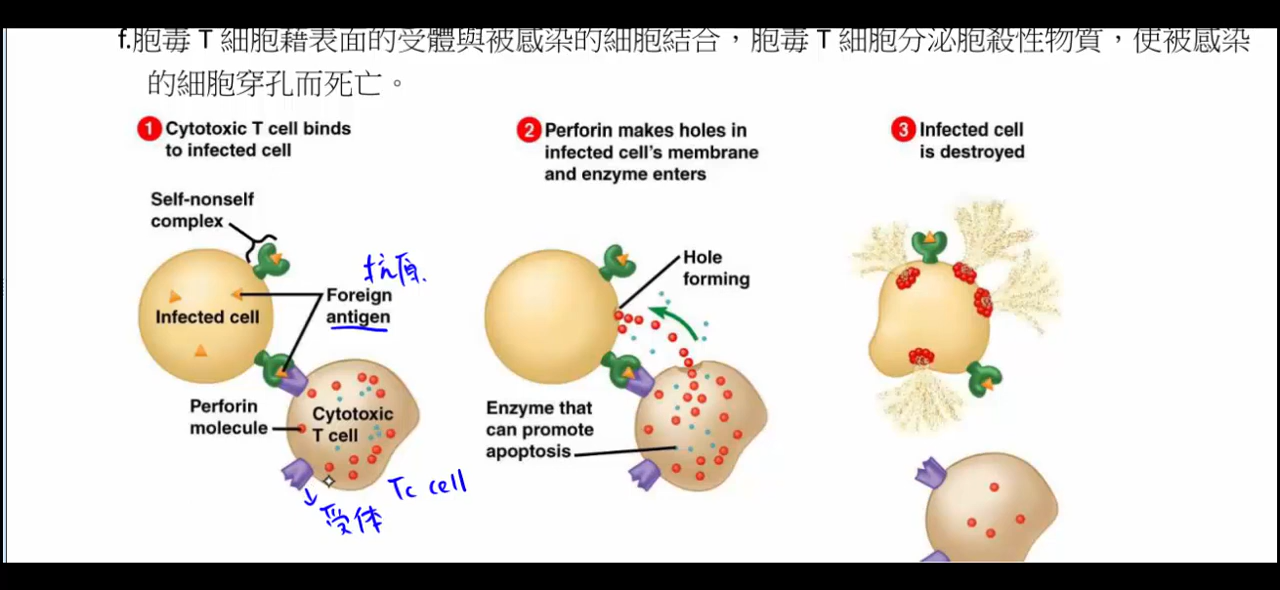 f.胞毒 T 細胞藉表面的受體與被感染的細胞結合，胞毒 T 細胞分泌胞殺性物質，使被感染
的細胞穿孔而死亡。
1 Cytotoxic T cell binds
to infected cell
2 Perforin makes holes in
infected cell's membrane
and enzyme enters
3 Infected cell
is destroyed
Self-nonself
complex
抗原
Foreign
antigen
Infected cell
Perforin
molecule
Cytotoxic
T cell
Tc cell
受体
Hole
forming
Enzyme that
can promote
apoptosis